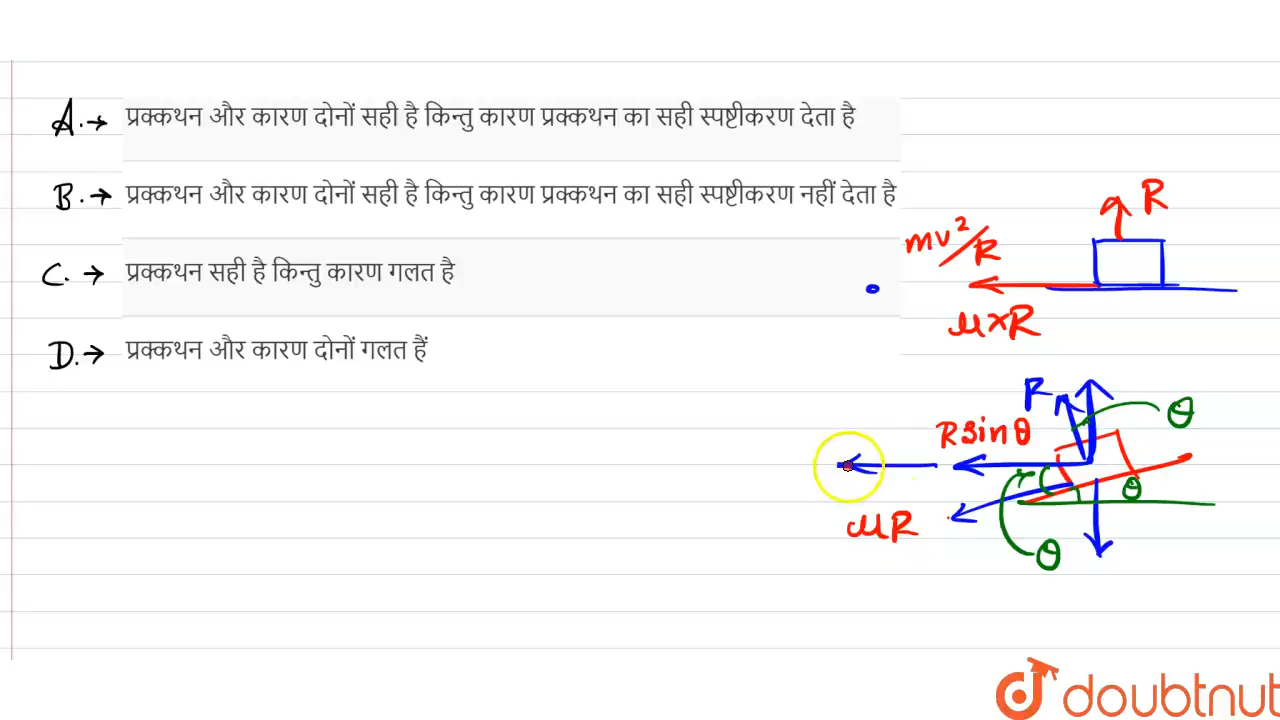 A. → प्रक्कथन और कारण दोनों सही है किन्तु कारण प्रक्कथन का सही स्पष्टीकरण देता है
B. → प्रक्कथन और कारण दोनों सही है किन्तु कारण प्रक्कथन का सही स्पष्टीकरण नहीं देता है
C. → प्रक्कथन सही है किन्तु कारण गलत है
D. → प्रक्कथन और कारण दोनों गलत हैं
R
mv²/R
μ×R
R
θ
R sin θ
θ
μR
θ
doubtnut